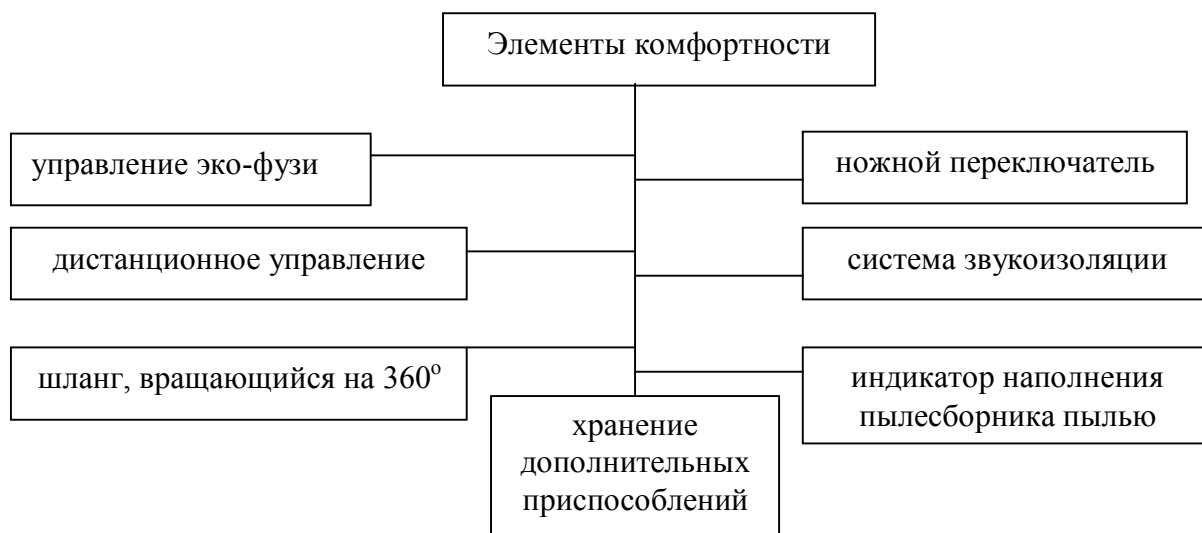 Элементы комфортности
управление эко-фузи
ножной переключатель
дистанционное управление
система звукоизоляции
шланг, вращающийся на 360°
индикатор наполнения
пылесборника пылью
хранение
дополнительных
приспособлений